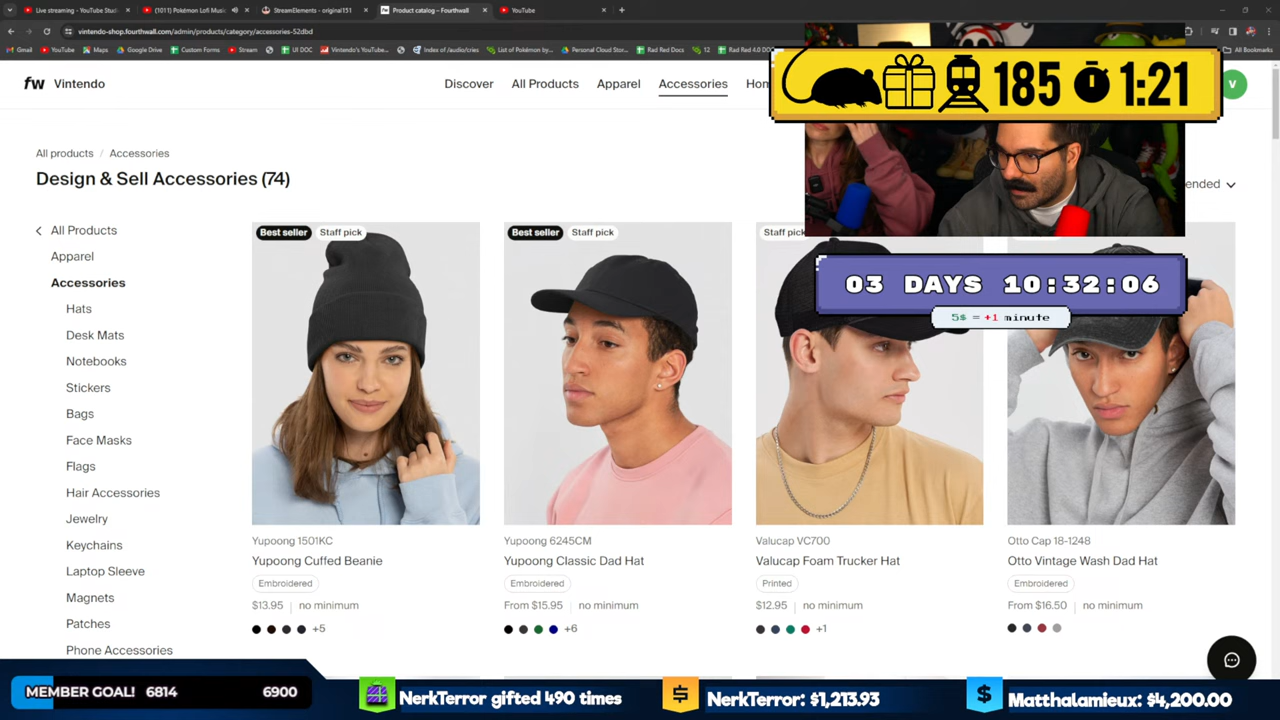 Live streaming - YouTube Stud
(1011) Pokémon Lofi Music
StreamElements - original151
Product catalog – Fourthwall
YouTube
vintendo-shop.fourthwall.com/admin/products/category/accessories-52dbd
Gmail
YouTube
Maps
Google Drive
Custom Forms
Stream
UI DOC
Vintendo's YouTube...
Index of /audio/cries
List of Pokémon by...
Personal Cloud Stor...
Rad Red Docs
12
Rad Red 4.0 DOC
All Bookmarks
fw Vintendo
Discover
All Products
Apparel
Accessories
Hon
V
185
1:21
All products / Accessories
Design & Sell Accessories (74)
ended
All Products
Apparel
Accessories
Hats
Desk Mats
Notebooks
Stickers
Bags
Face Masks
Flags
Hair Accessories
Jewelry
Keychains
Laptop Sleeve
Magnets
Patches
Phone Accessories
Best seller
Staff pick
Best seller
Staff pick
Staff pick
03 DAYS 10:32:06
5$ = +1 minute
Yupoong 1501KC
Yupoong Cuffed Beanie
Embroidered
$13.95 | no minimum
+5
Yupoong 6245CM
Yupoong Classic Dad Hat
Embroidered
From $15.95 | no minimum
+6
Valucap VC700
Valucap Foam Trucker Hat
Printed
$12.95 | no minimum
+1
Otto Cap 18-1248
Otto Vintage Wash Dad Hat
Embroidered
From $16.50 | no minimum
MEMBER GOAL! 6814 6900
NerkTerror gifted 490 times
NerkTerror: $1,213.93
Matthalamieux: $4,200.00